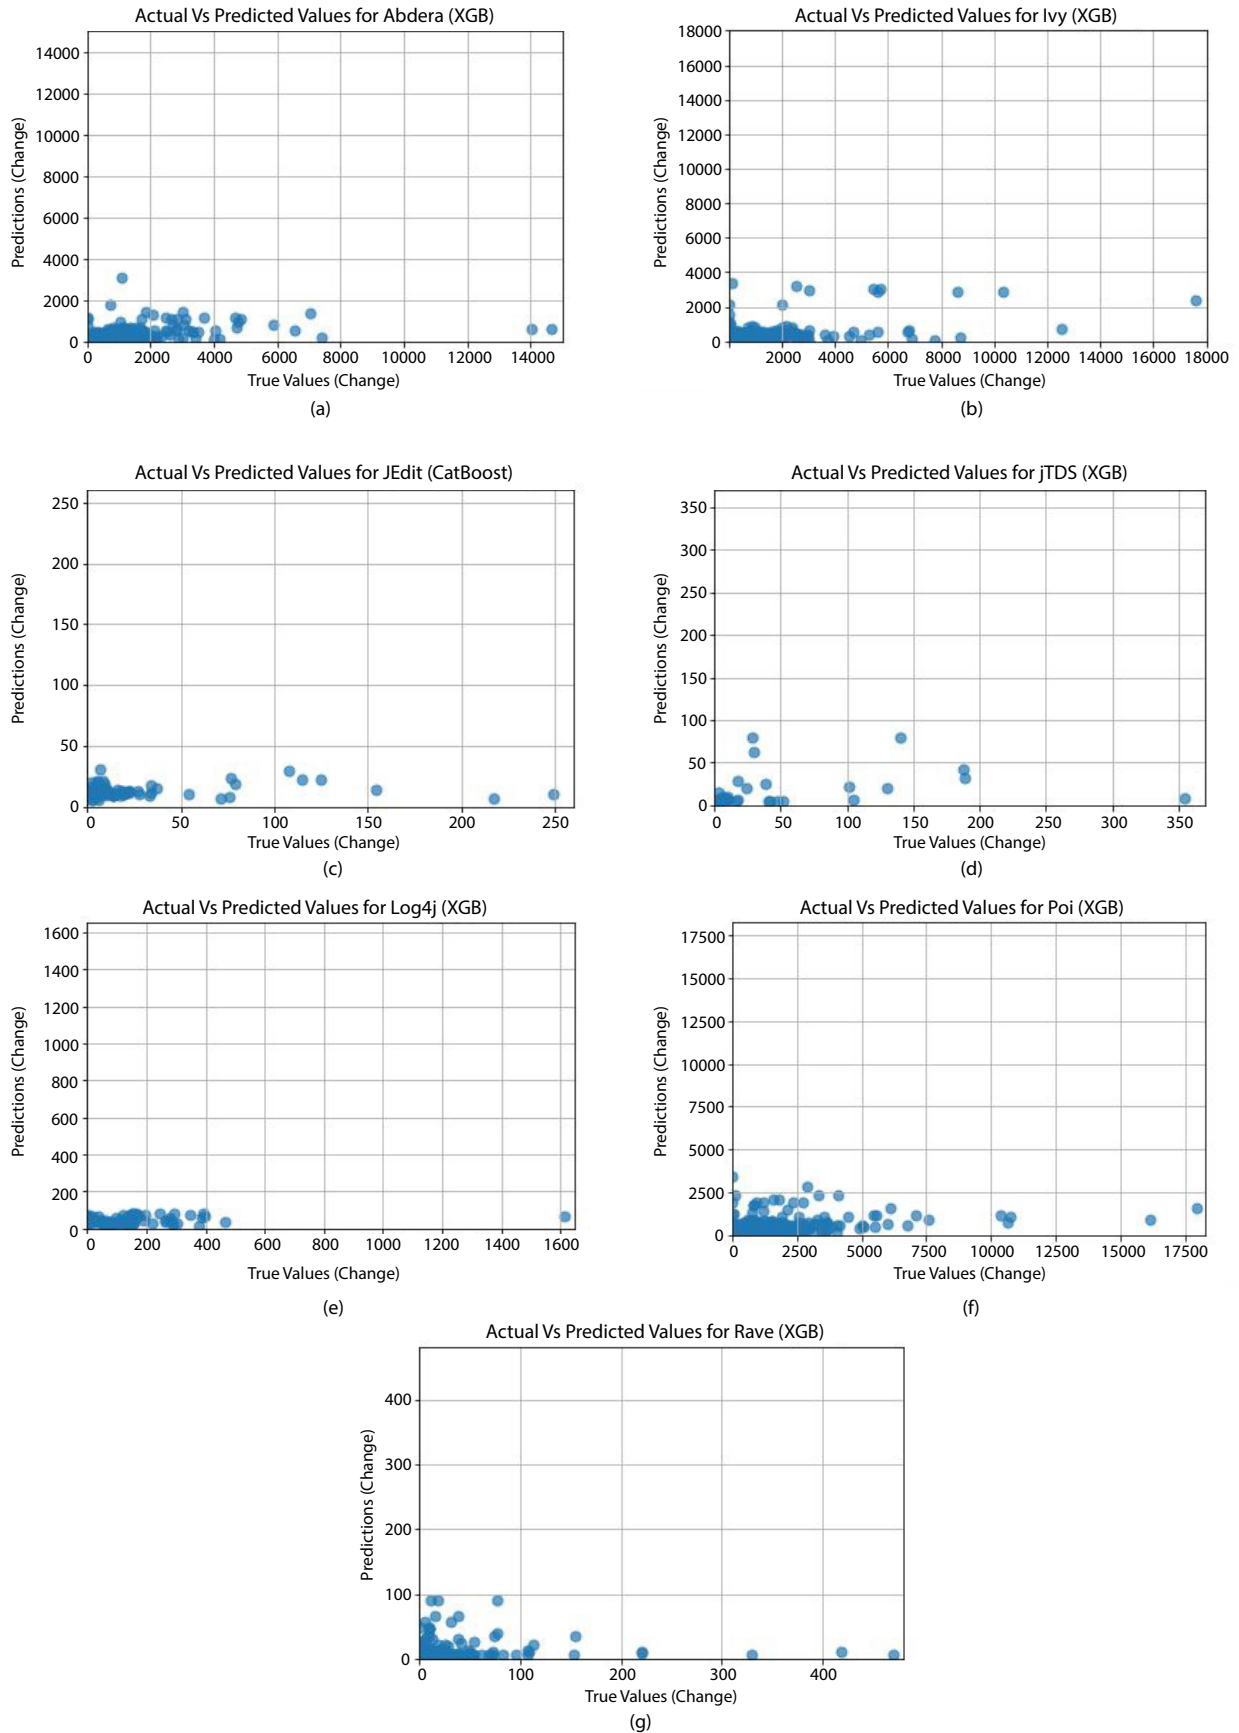 Actual Vs Predicted Values for Abdera (XGB)
14000
12000
10000
8000
6000
4000
2000
0
Predictions (Change)
0 2000 4000 6000 8000 10000 12000 14000
True Values (Change)
(a)
Actual Vs Predicted Values for Ivy (XGB)
18000
16000
14000
12000
10000
8000
6000
4000
2000
0
Predictions (Change)
2000 4000 6000 8000 10000 12000 14000 16000 18000
True Values (Change)
(b)
Actual Vs Predicted Values for JEdit (CatBoost)
250
200
150
100
50
0
Predictions (Change)
0 50 100 150 200 250
True Values (Change)
(c)
Actual Vs Predicted Values for jTDS (XGB)
350
300
250
200
150
100
50
0
Predictions (Change)
0 50 100 150 200 250 300 350
True Values (Change)
(d)
Actual Vs Predicted Values for Log4j (XGB)
1600
1400
1200
1000
800
600
400
200
0
Predictions (Change)
0 200 400 600 800 1000 1200 1400 1600
True Values (Change)
(e)
Actual Vs Predicted Values for Poi (XGB)
17500
15000
12500
10000
7500
5000
2500
0
Predictions (Change)
0 2500 5000 7500 10000 12500 15000 17500
True Values (Change)
(f)
Actual Vs Predicted Values for Rave (XGB)
400
300
200
100
0
Predictions (Change)
0 100 200 300 400
True Values (Change)
(g)